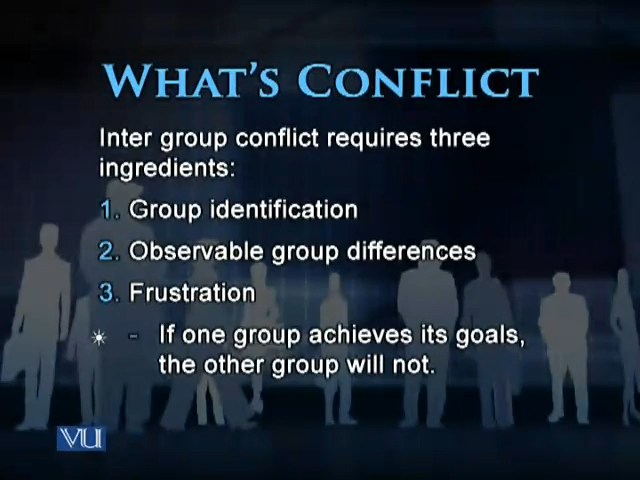 WHAT'S CONFLICT
Inter group conflict requires three
ingredients:
1. Group identification
2. Observable group differences
3. Frustration
- If one group achieves its goals,
the other group will not.
VU